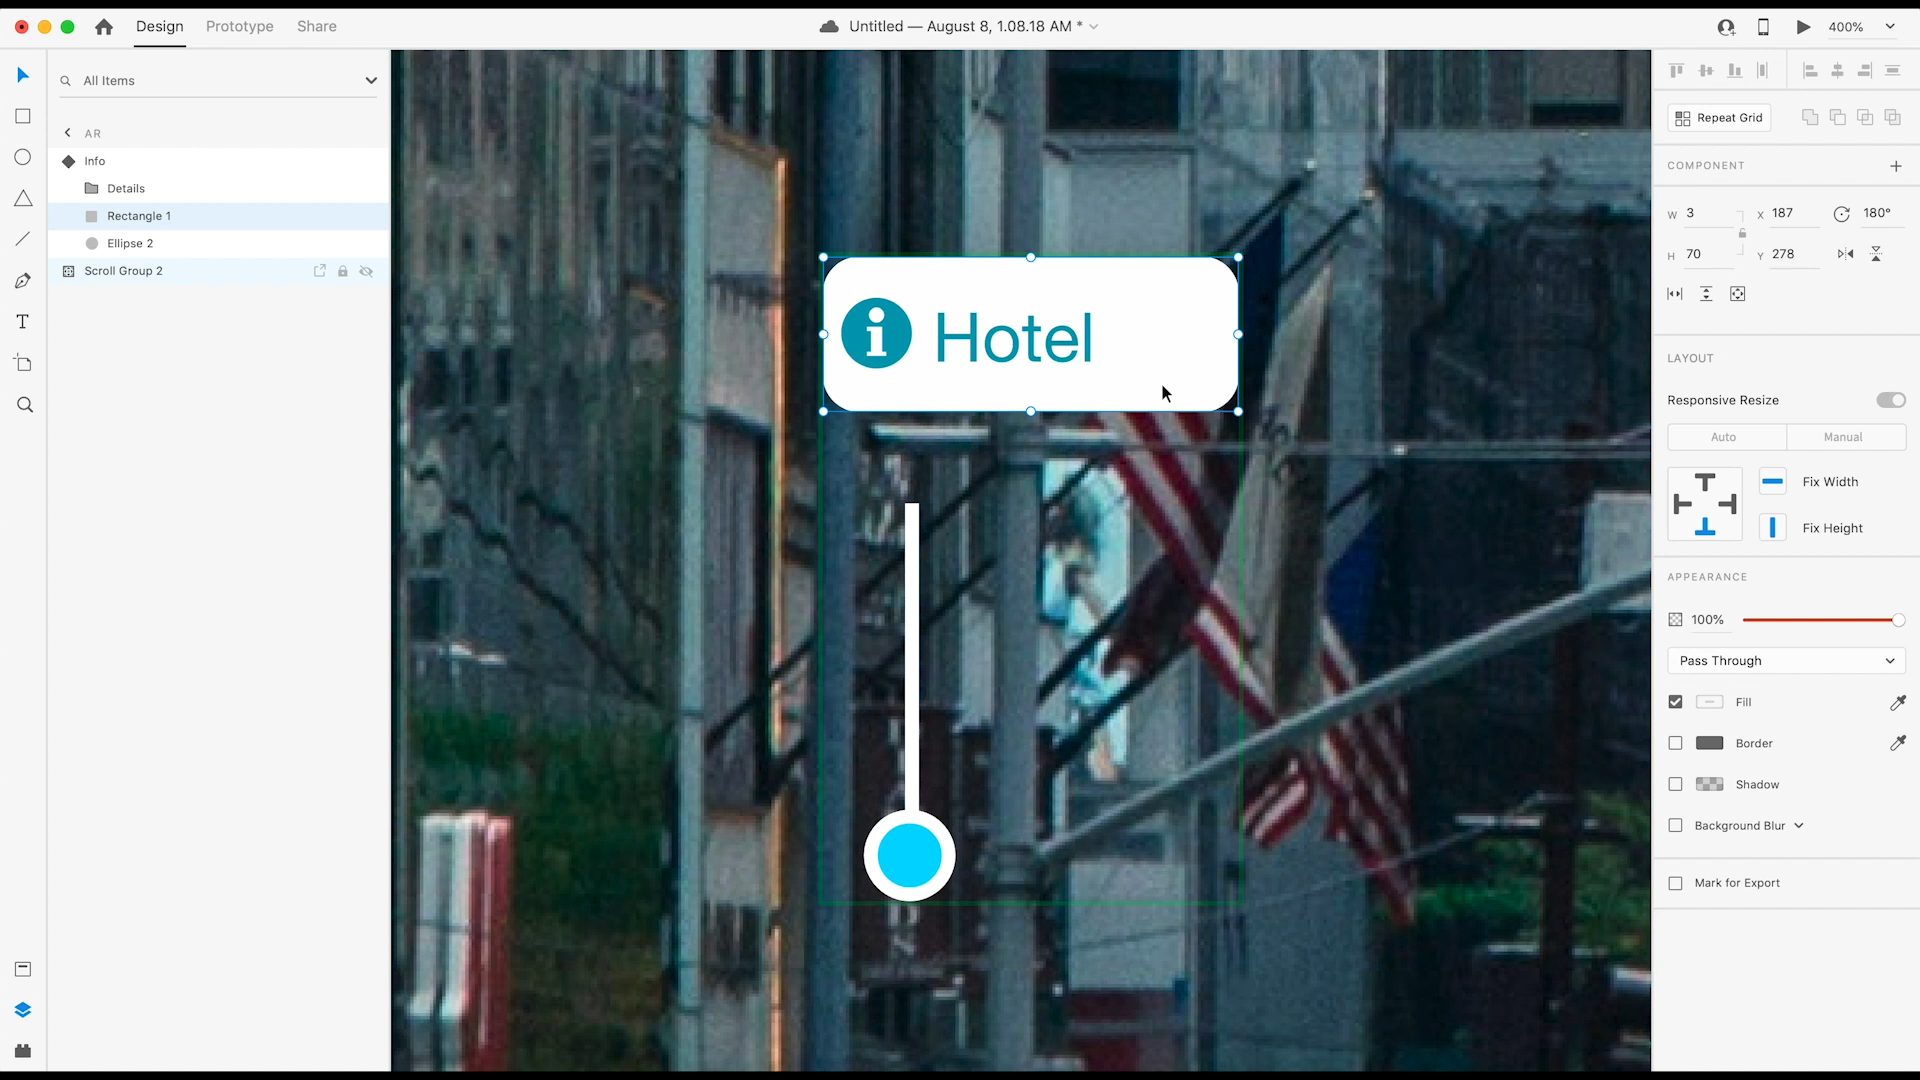 Design Prototype Share
Untitled — August 8, 1.08.18 AM *
400%
All Items
AR
Info
Details
Rectangle 1
Ellipse 2
Scroll Group 2
i Hotel
Repeat Grid
COMPONENT
W 3 X 187 180°
H 70 Y 278
LAYOUT
Responsive Resize
Auto Manual
Fix Width
Fix Height
APPEARANCE
100%
Pass Through
Fill
Border
Shadow
Background Blur
Mark for Export